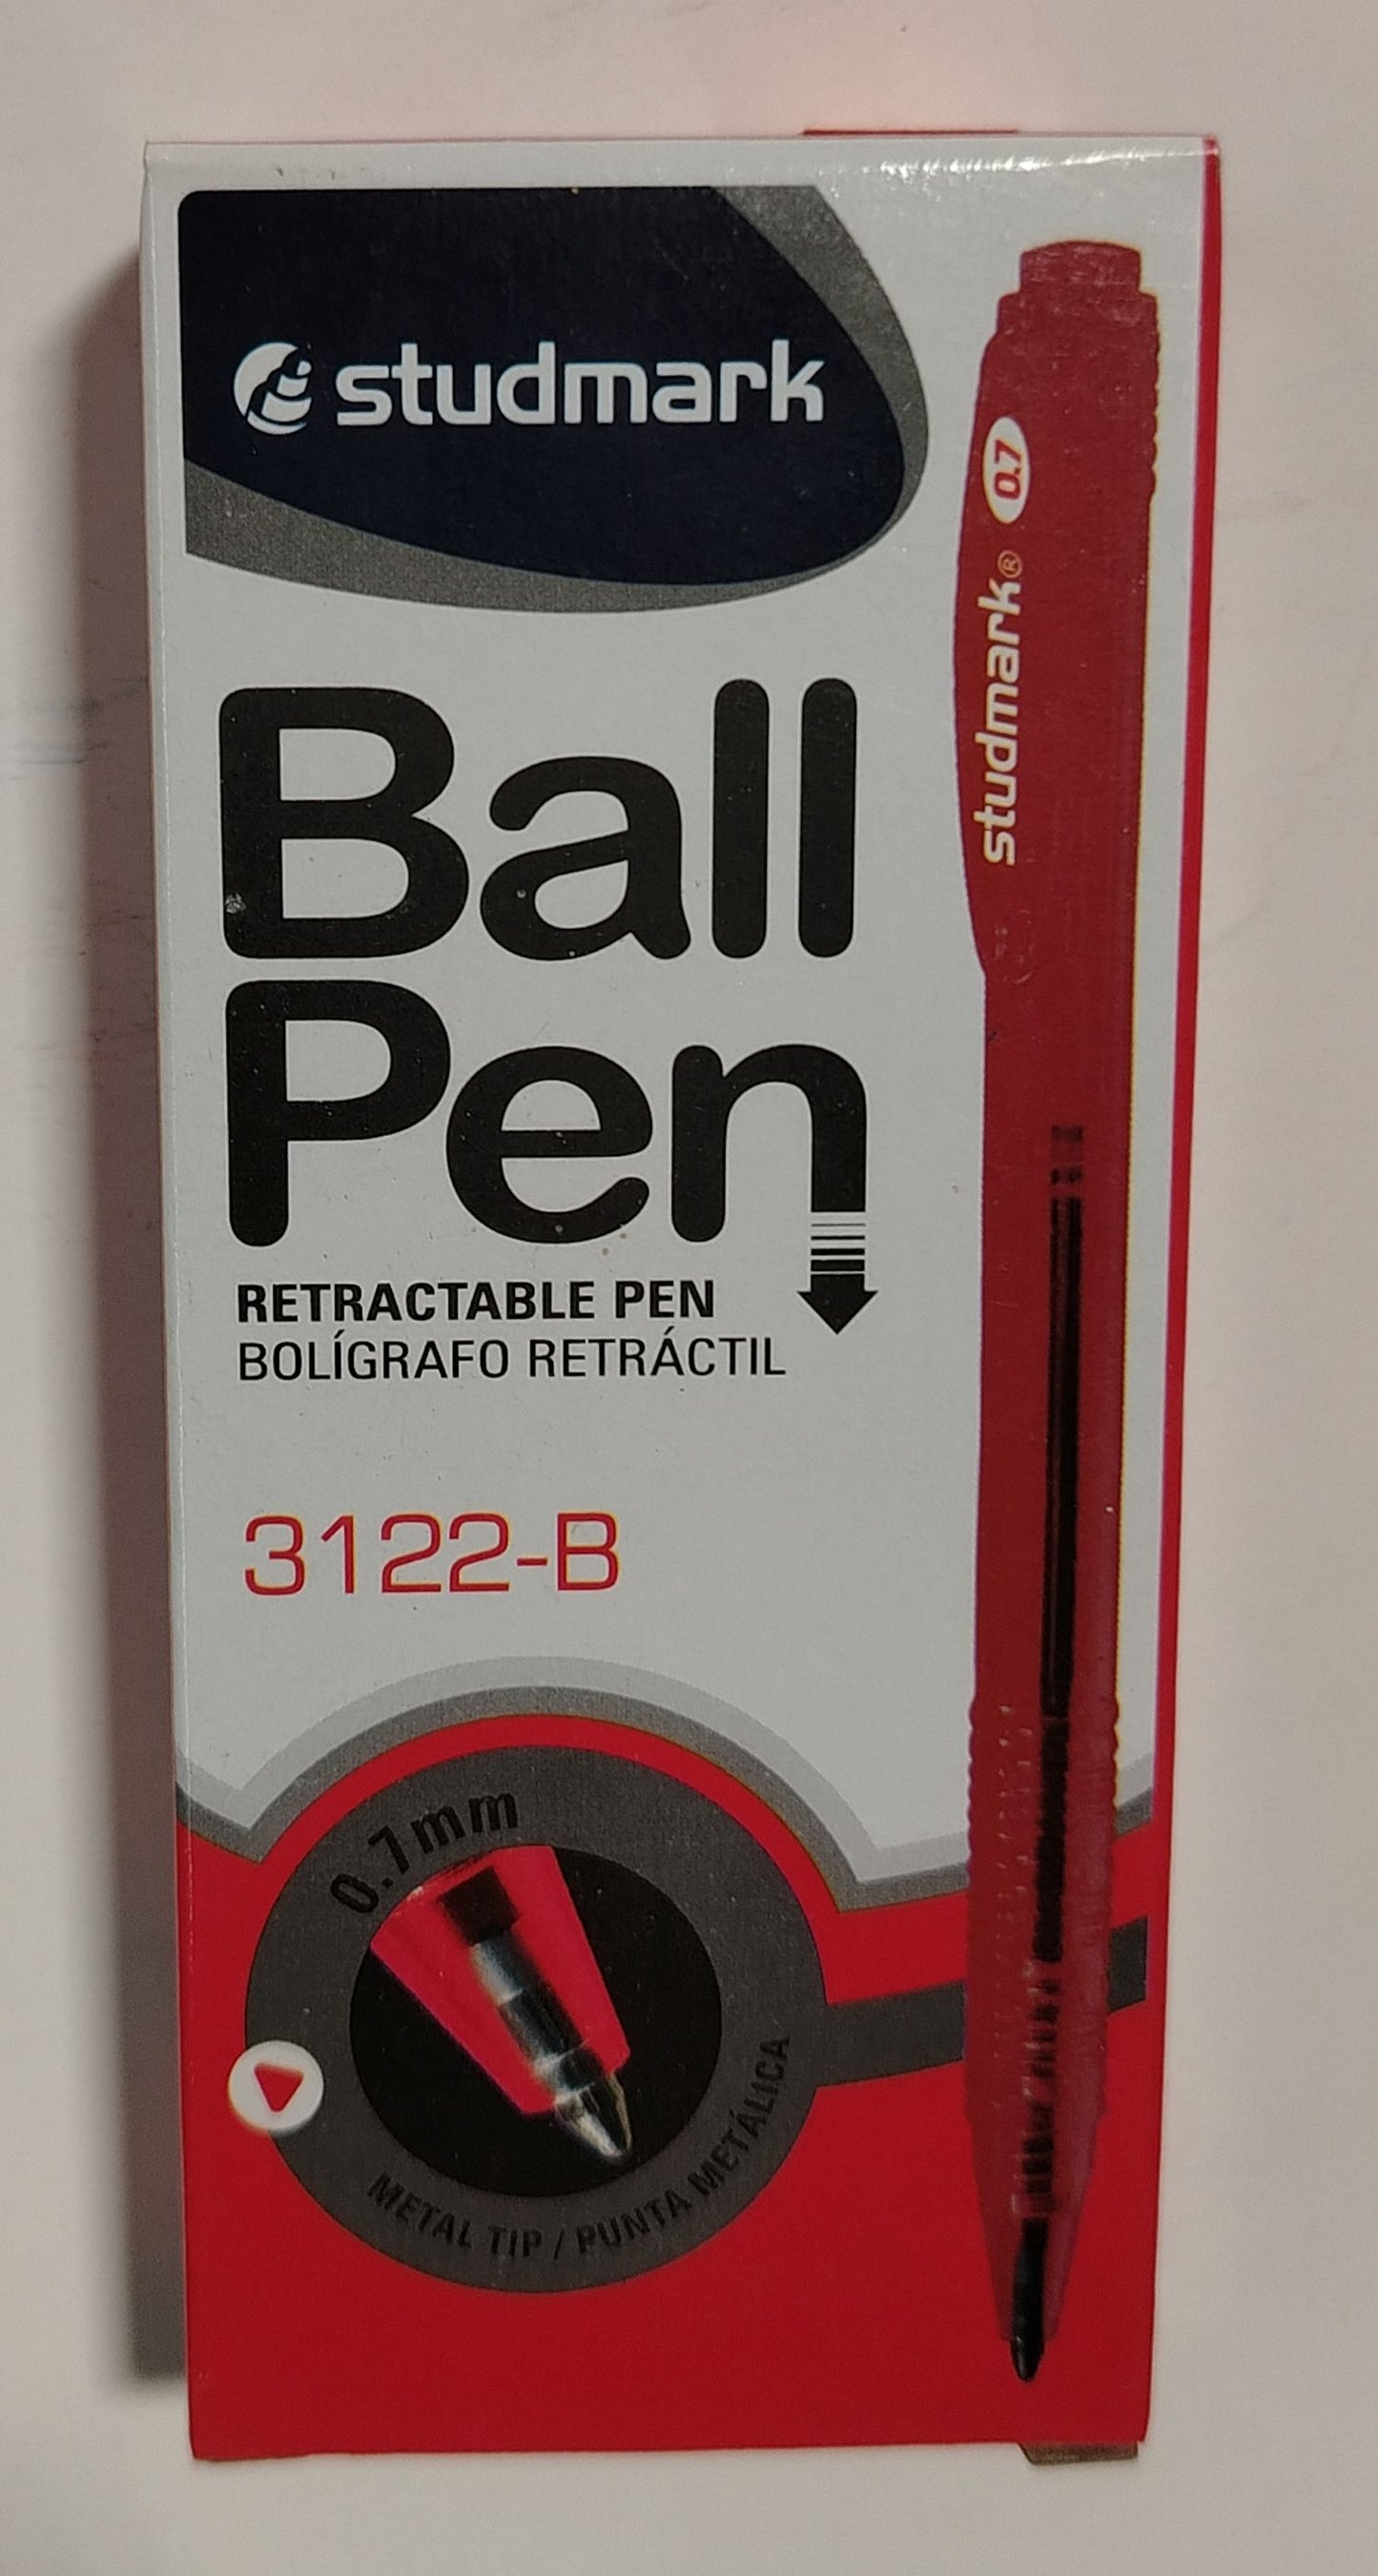 studmark
0.7
studmark®
Ball
Pen
RETRACTABLE PEN
BOLÍGRAFO RETRÁCTIL
3122-B
0.7mm
METAL TIP / PUNTA METÁLICA